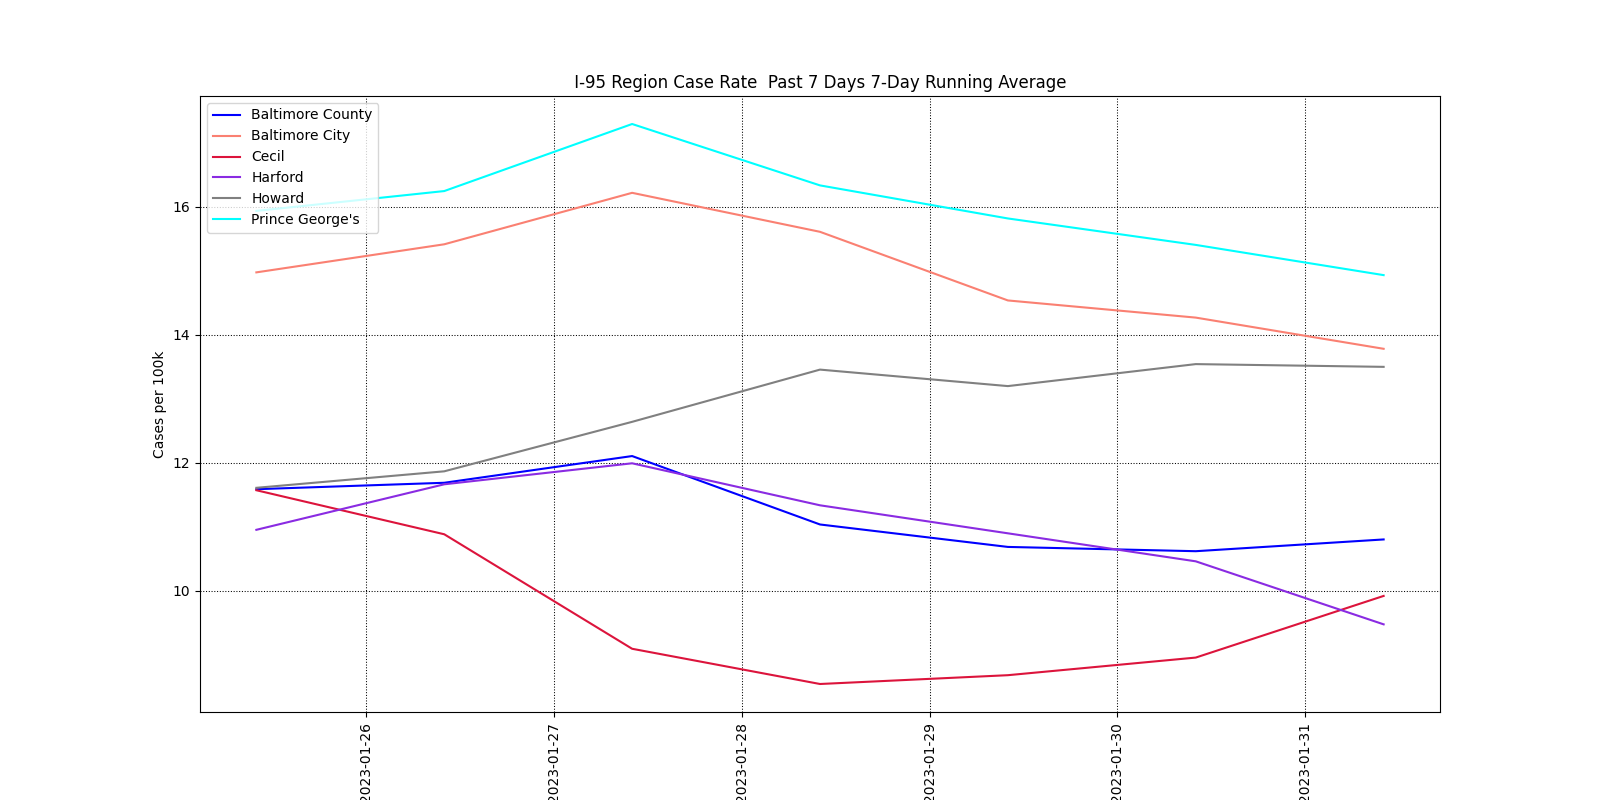 I-95 Region Case Rate  Past 7 Days 7-Day Running Average
Baltimore County
Baltimore City
Cecil
Harford
Howard
Prince George's
Cases per 100k
16
14
12
10
2023-01-26
2023-01-27
2023-01-28
2023-01-29
2023-01-30
2023-01-31